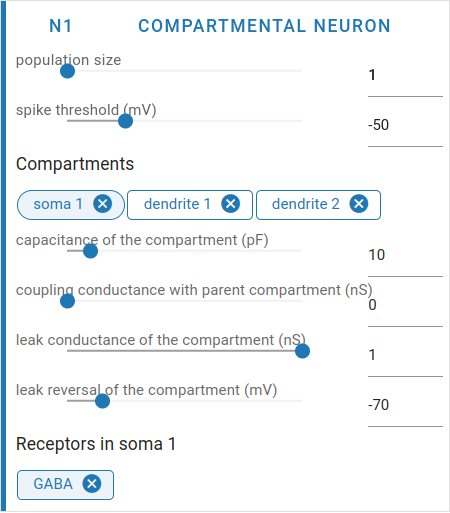 N1 COMPARTMENTAL NEURON
population size
1
spike threshold (mV)
-50
Compartments
soma 1 dendrite 1 dendrite 2
capacitance of the compartment (pF)
10
coupling conductance with parent compartment (nS)
0
leak conductance of the compartment (nS)
1
leak reversal of the compartment (mV)
-70
Receptors in soma 1
GABA